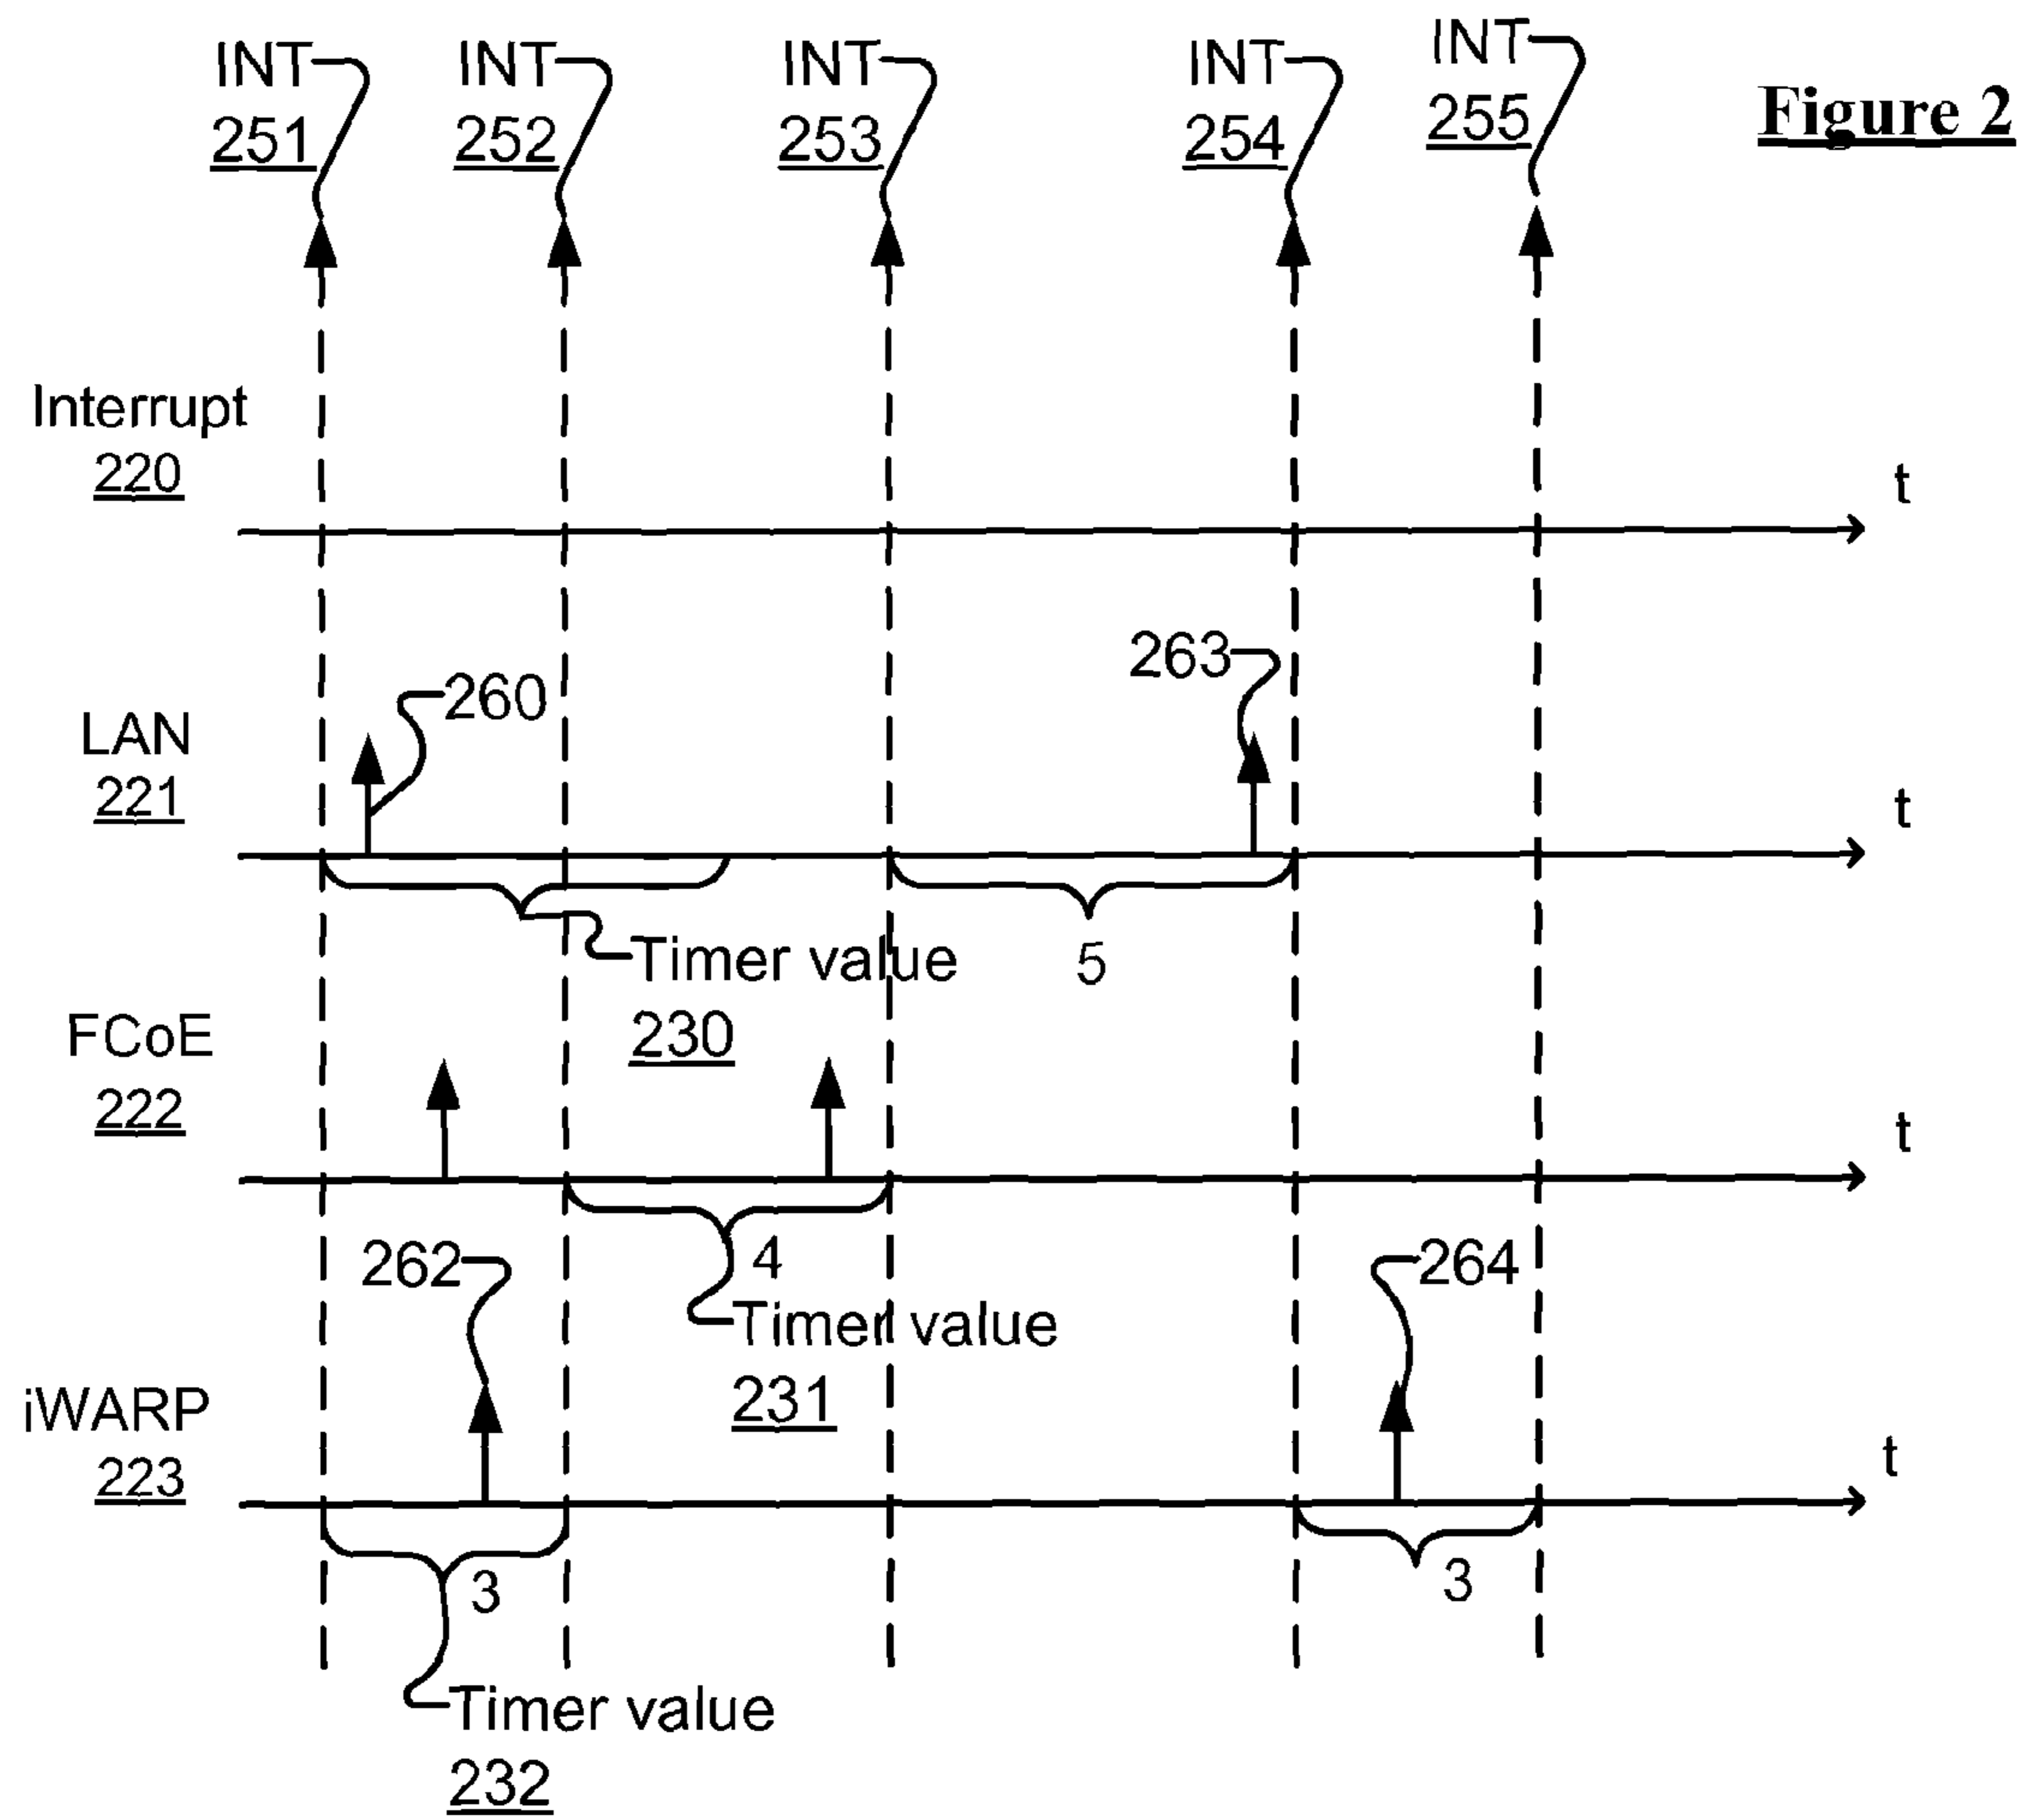 INT
251
INT
252
INT
253
INT
254
INT
255
Figure 2
Interrupt
220
t
LAN
221
260
263
t
Timer value
230
5
FCoE
222
t
4
Timer value
231
262
264
iWARP
223
t
3
Timer value
232
3